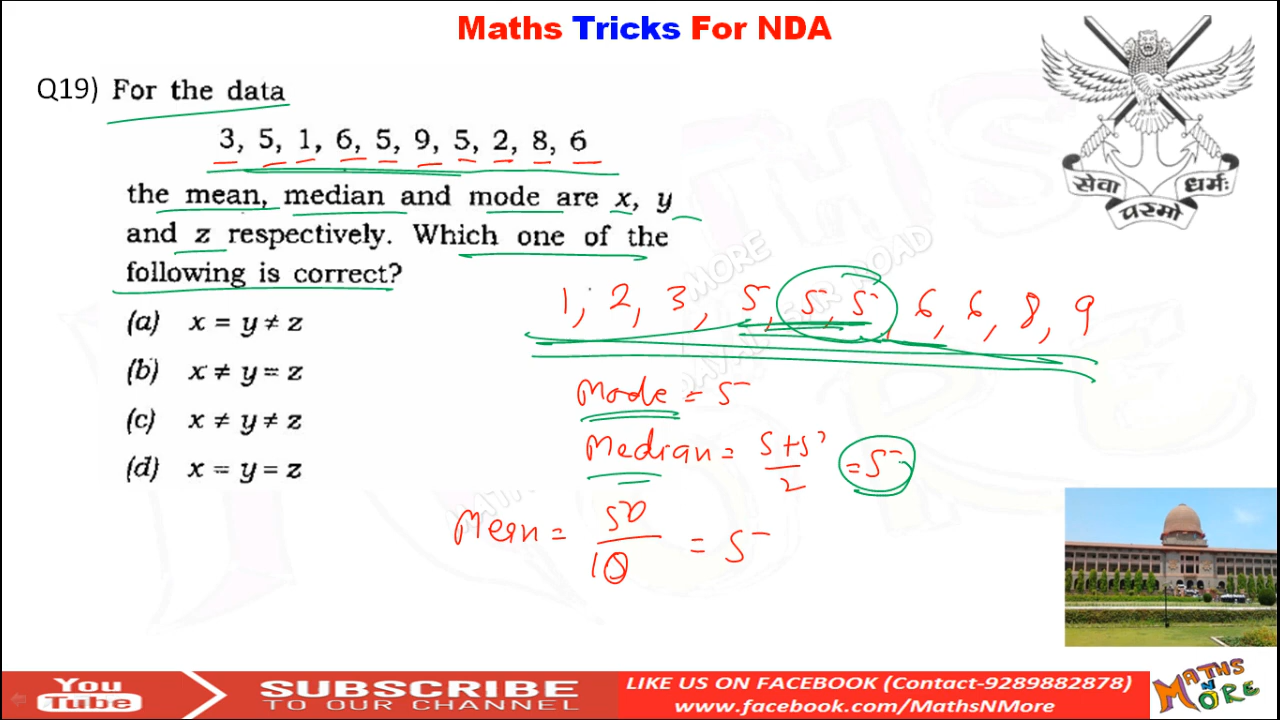 Maths Tricks For NDA
Q19) For the data
3, 5, 1, 6, 5, 9, 5, 2, 8, 6
the mean, median and mode are x, y
and z respectively. Which one of the
following is correct?
(a) x = y ≠ z
(b) x ≠ y = z
(c) x ≠ y ≠ z
(d) x = y = z
सेवा परमो धर्मः
1, 2, 3, 5, 5, 5, 6, 6, 8, 9
Mode = 5
Median = 5+5/2 = 5
Mean = 50/10 = 5
You Tube
SUBSCRIBE
TO OUR CHANNEL
LIKE US ON FACEBOOK (Contact-9289882878)
www.facebook.com/MathsNMore
MATHS N MORE